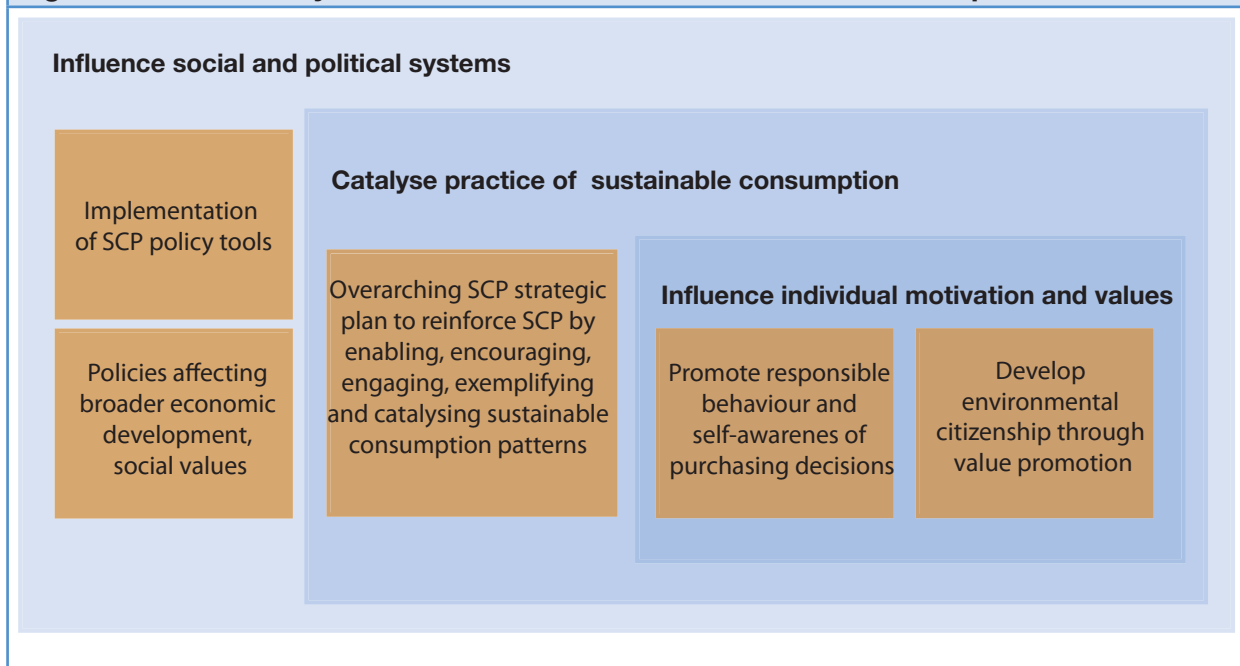 Influence social and political systems
Implementation
of SCP policy tools
Policies affecting
broader economic
development,
social values
Catalyse practice of sustainable consumption
Overarching SCP strategic
plan to reinforce SCP by
enabling, encouraging,
engaging, exemplifying
and catalysing sustainable
consumption patterns
Influence individual motivation and values
Promote responsible
behaviour and
self-awarenes of
purchasing decisions
Develop
environmental
citizenship through
value promotion